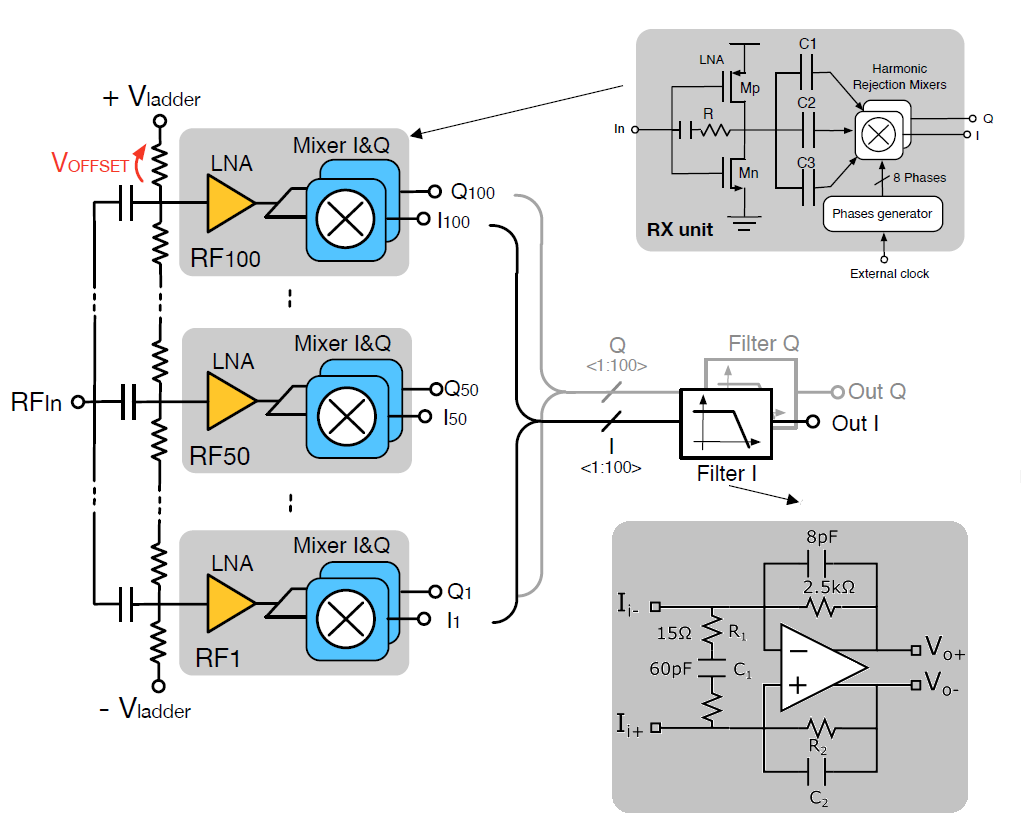 + Vladder
VOFFSET
LNA
Mixer I&Q
Q100
I100
RF100
LNA
Mixer I&Q
Q50
I50
RF50
RFIn
LNA
Mixer I&Q
Q1
I1
RF1
- Vladder
LNA
Mp
R
In
Mn
C1
C2
C3
Harmonic
Rejection Mixers
Q
I
8 Phases
Phases generator
RX unit
External clock
Q
<1:100>
I
<1:100>
Filter Q
Out Q
Out I
Filter I
8pF
2.5kΩ
Ii-
15Ω
R1
60pF
C1
Ii+
−
+
Vo+
Vo-
R2
C2